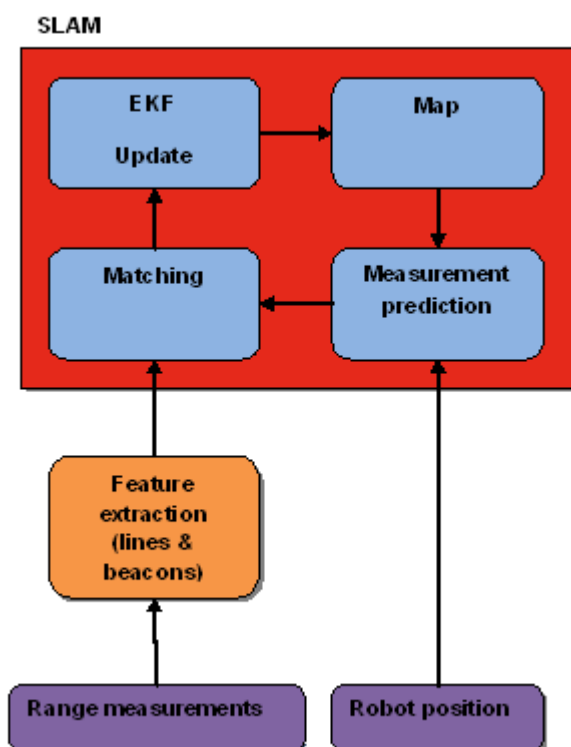 SLAM
EKF
Update
Map
Matching
Measurement
prediction
Feature
extraction
(lines &
beacons)
Range measurements
Robot position